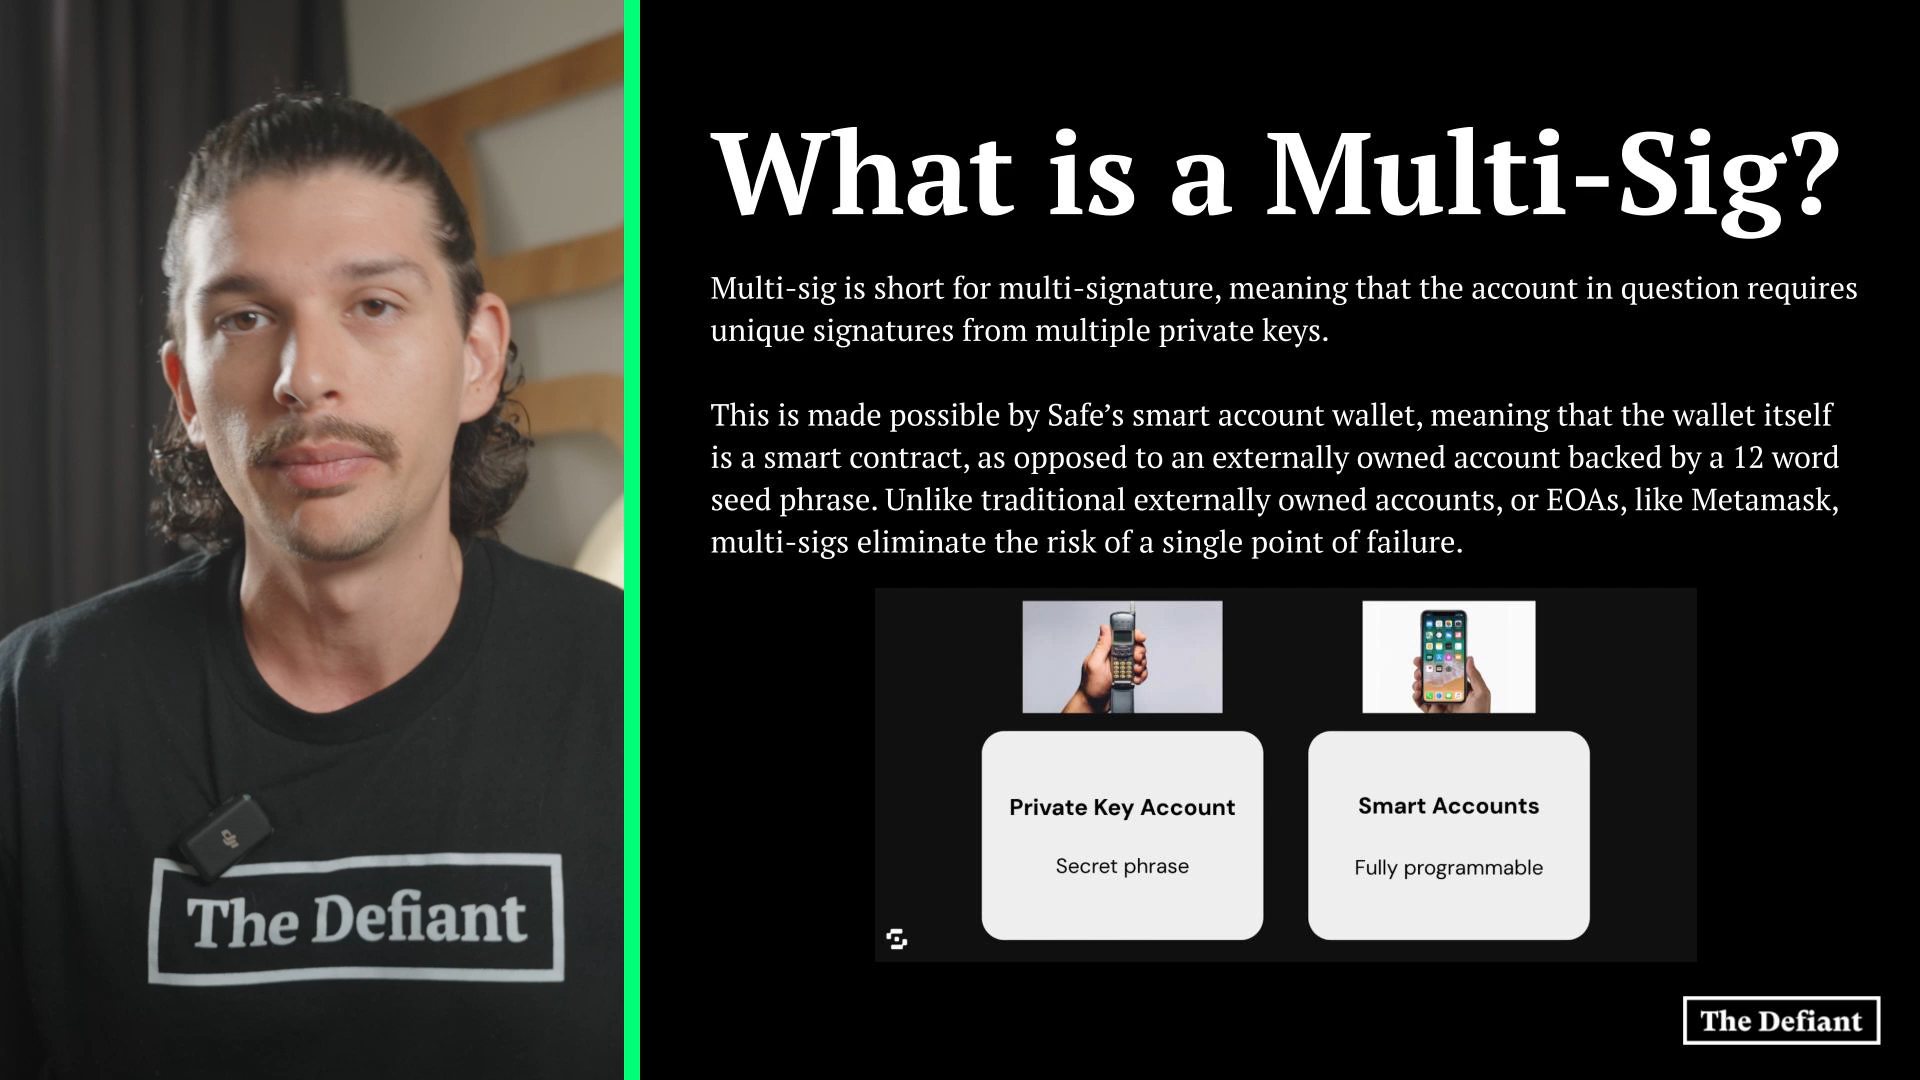 What is a Multi-Sig?
Multi-sig is short for multi-signature, meaning that the account in question requires
unique signatures from multiple private keys.
This is made possible by Safe’s smart account wallet, meaning that the wallet itself
is a smart contract, as opposed to an externally owned account backed by a 12 word
seed phrase. Unlike traditional externally owned accounts, or EOAs, like Metamask,
multi-sigs eliminate the risk of a single point of failure.
Private Key Account
Secret phrase
Smart Accounts
Fully programmable
The Defiant
The Defiant